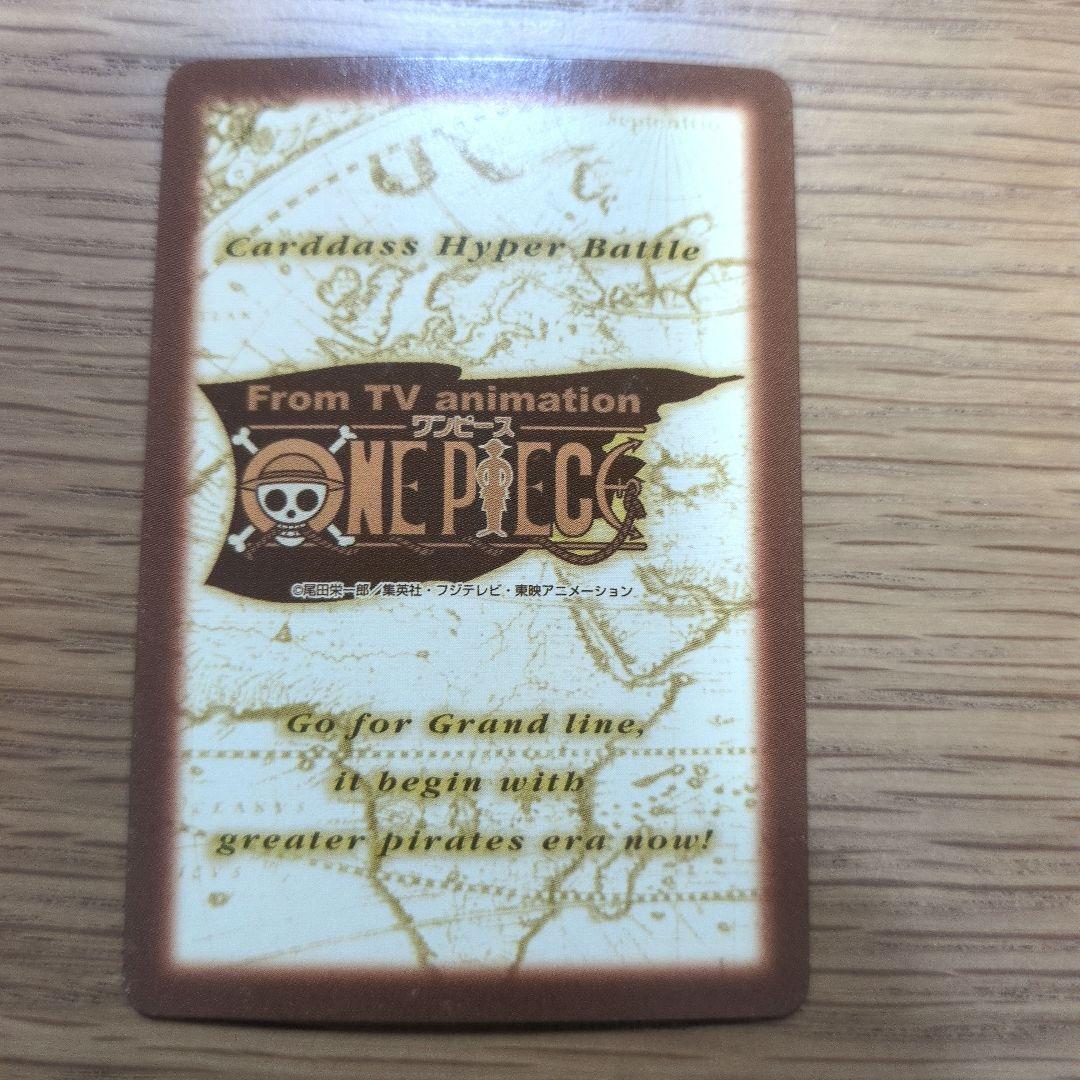 Carddass Hyper Battle
From TV animation
ワンピース
ONE PIECE
©尾田栄一郎／集英社・フジテレビ・東映アニメーション
Go for Grand line,
it begin with
greater pirates era now!